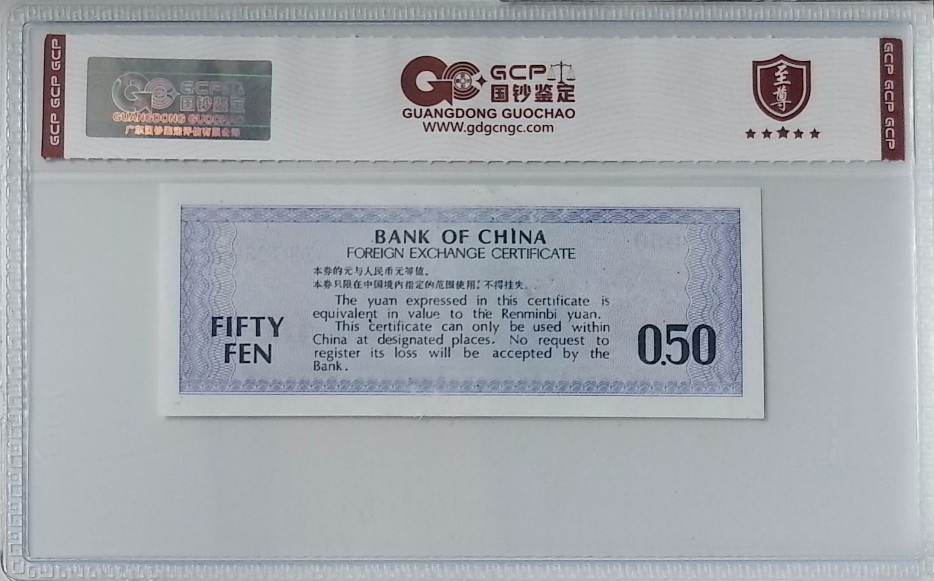 GCP GCP GCP
GCP
国钞鉴定
GUANGDONG GUOCHAO
广东国钞鉴定评估有限公司
GCP
国钞鉴定
GUANGDONG GUOCHAO
WWW.gdgcngc.com
至尊
GCP GCP GCP
BANK OF CHINA
FOREIGN EXCHANGE CERTIFICATE
本券的元与人民币元等值。
本券只限在中国境内指定的范围使用，不得挂失。
The yuan expressed in this certificate is
equivalent in value to the Renminbi yuan.
This certificate can only be used within
China at designated places. No request to
register its loss will be accepted by the
Bank.
FIFTY
FEN
0.50